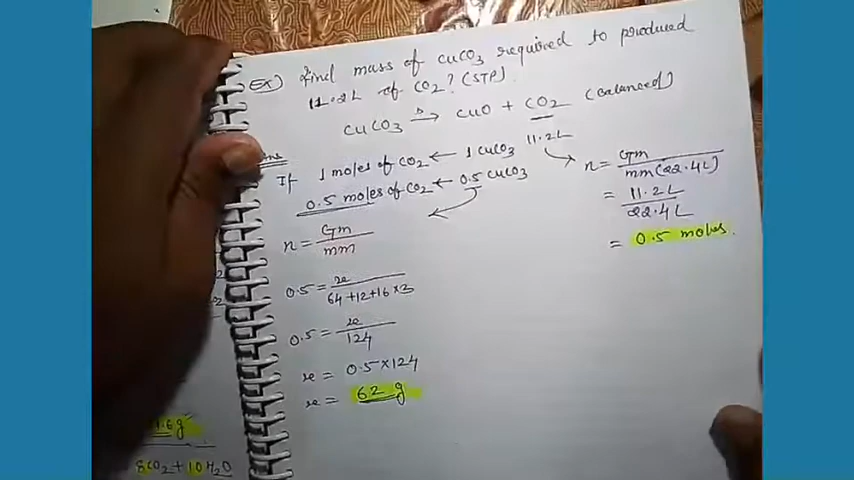 Ex) Find mass of CuCO3 required to produced
11.2L of CO2? (STP).
CuCO3 Δ→ CuO + CO2 (Balanced)
11.2L
If 1 moles of CO2 ← 1 CuCO3
0.5 moles of CO2 ← 0.5 CuCO3
n = Gm / mm
0.5 = x / 64+12+16×3
0.5 = x / 124
x = 0.5×124
x = 62 g
n = Gm / mm(22.4L)
= 11.2L / 22.4L
= 0.5 moles.
.6g
8CO2 + 10H2O